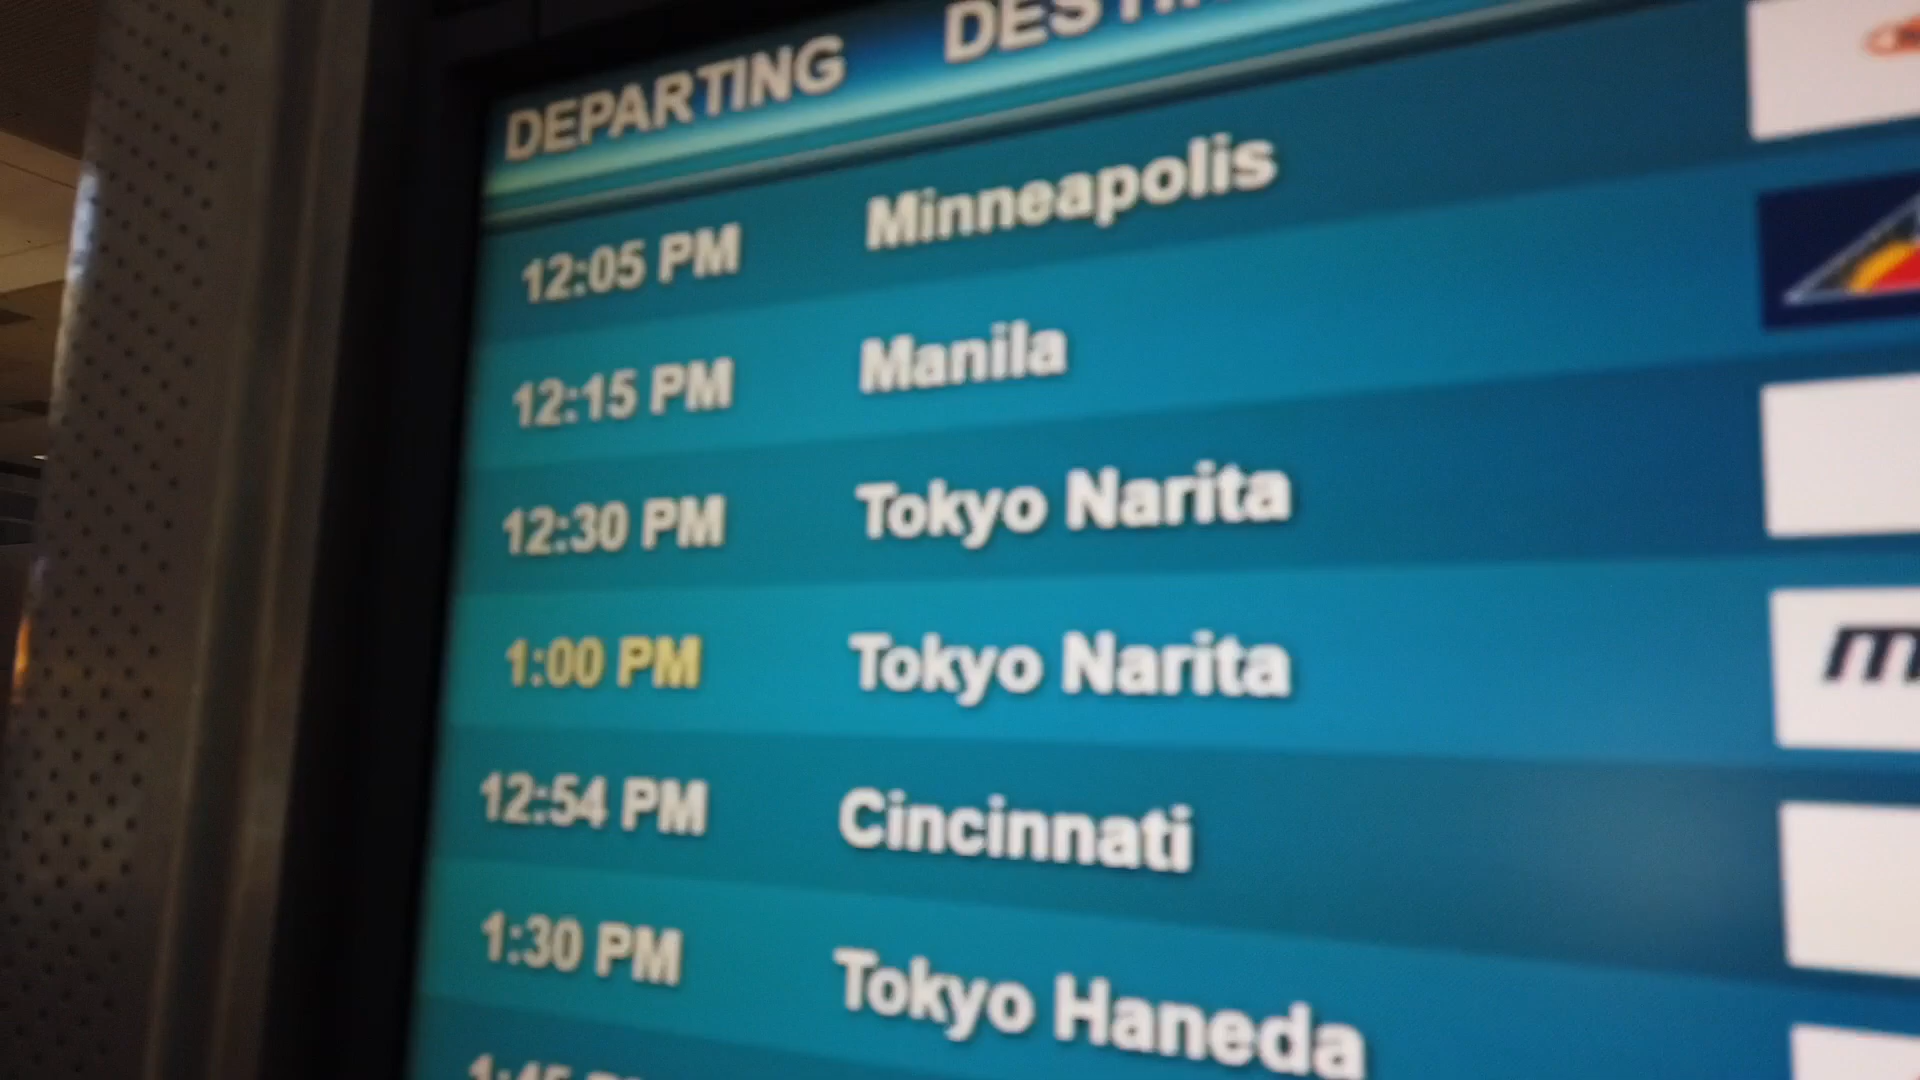 DEPARTING
12:05 PM Minneapolis
12:15 PM Manila
12:30 PM Tokyo Narita
1:00 PM Tokyo Narita
12:54 PM Cincinnati
1:30 PM Tokyo Haneda